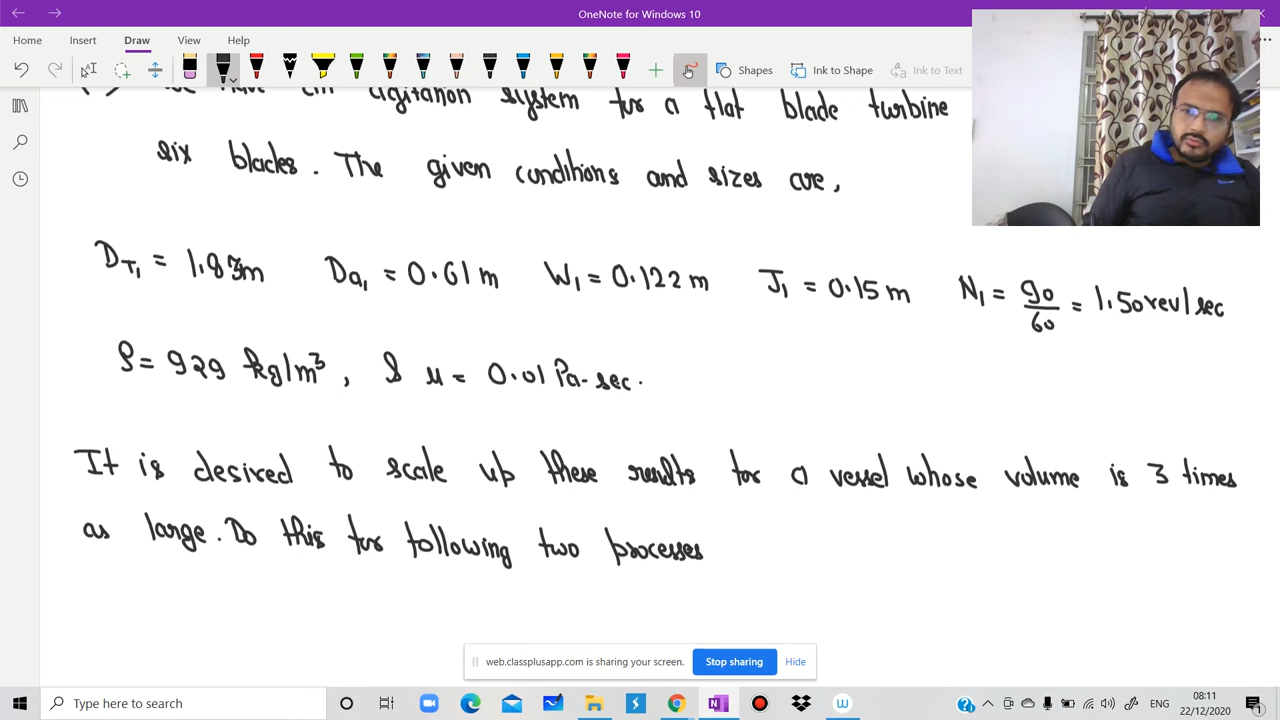 OneNote for Windows 10
Home Insert Draw View Help
Shapes Ink to Shape Ink to Text
we have an agitation system for a flat blade turbine
six blades. The given conditions and sizes are,
DT1 = 1.83m Da1 = 0.61 m W1 = 0.122 m J1 = 0.15 m N1 = 90/60 = 1.50 rev/sec
ρ = 929 kg/m³, & μ = 0.01 Pa-sec.
It is desired to scale up these results for a vessel whose volume is 3 times
as large. Do this for following two processes
web.classplusapp.com is sharing your screen. Stop sharing Hide
Type here to search
ENG
08:11
22/12/2020